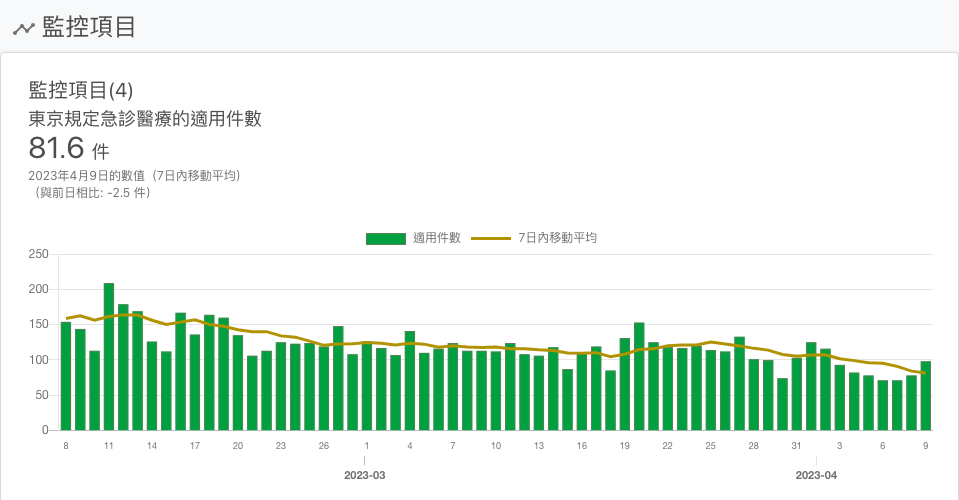 監控項目
監控項目(4)
東京規定急診醫療的適用件數
81.6 件
2023年4月9日的數值（7日內移動平均）
（與前日相比: -2.5 件）
適用件數 7日內移動平均
250
200
150
100
50
0
8 11 14 17 20 23 26 1 4 7 10 13 16 19 22 25 28 31 3 6 9
2023-03 2023-04